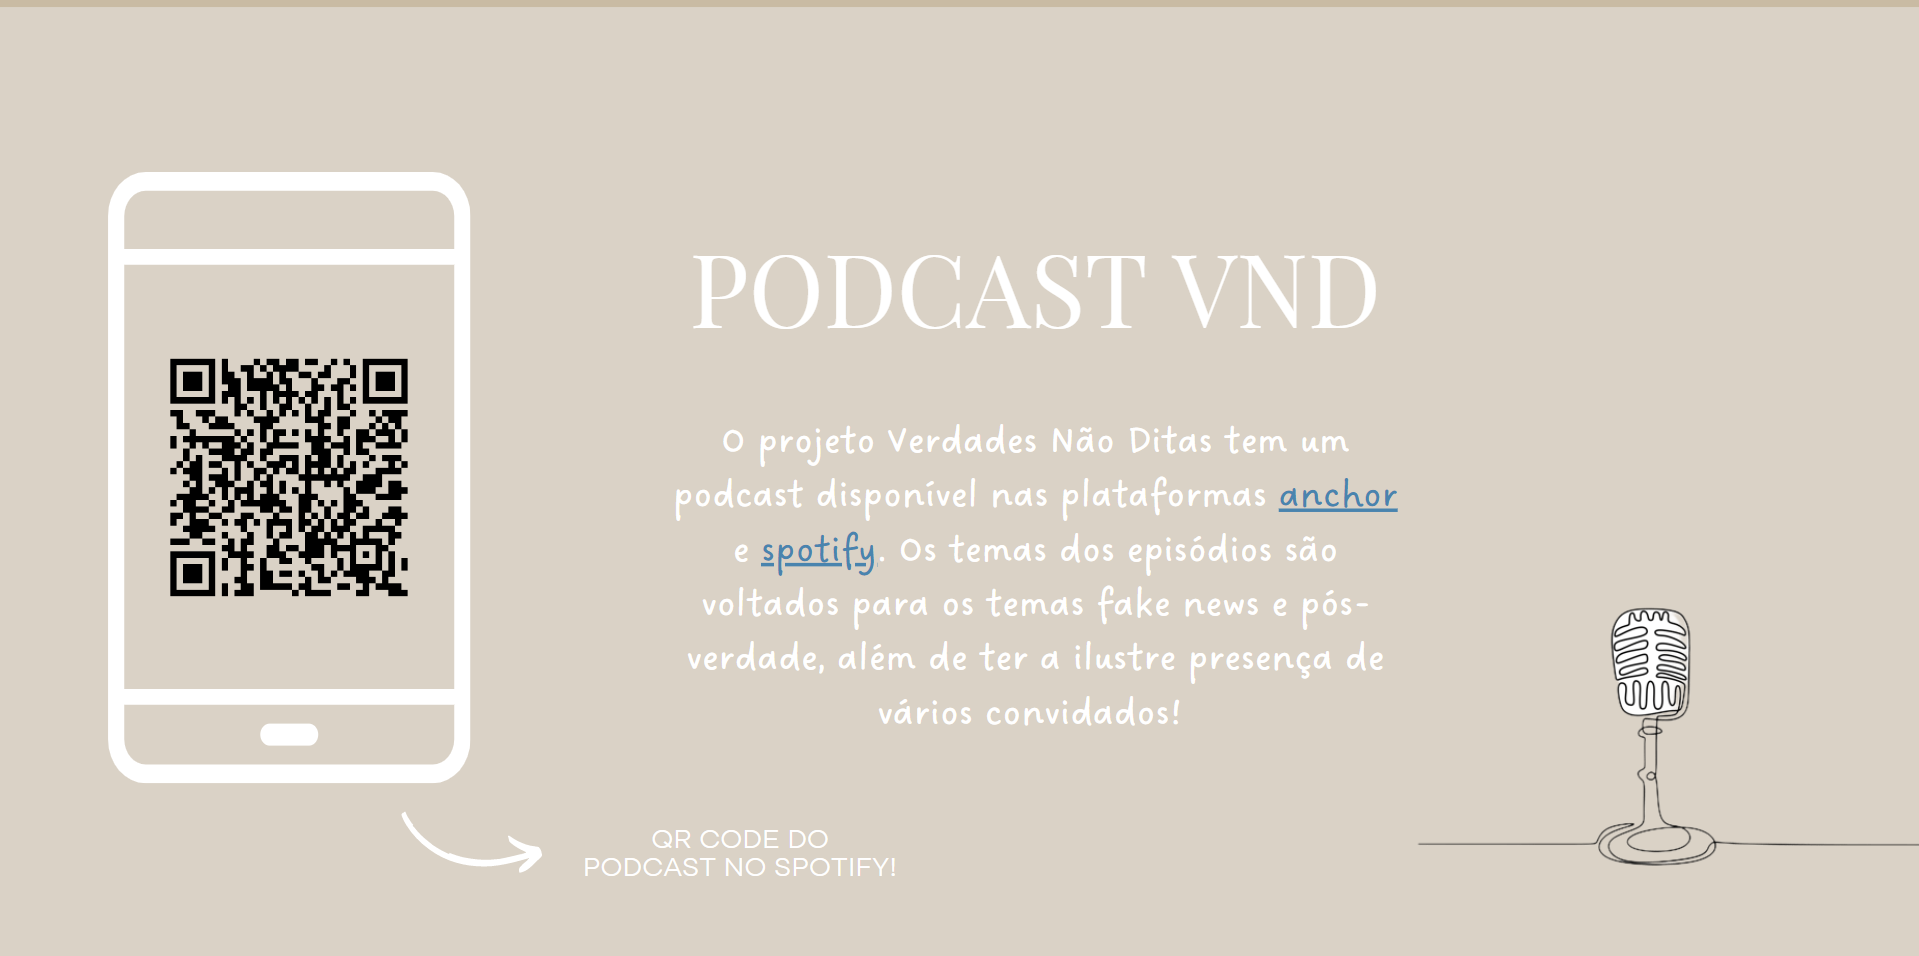 PODCAST VND
O projeto Verdades Não Ditas tem um
podcast disponível nas plataformas anchor
e spotify. Os temas dos episódios são
voltados para os temas fake news e pós-
verdade, além de ter a ilustre presença de
vários convidados!
QR CODE DO
PODCAST NO SPOTIFY!